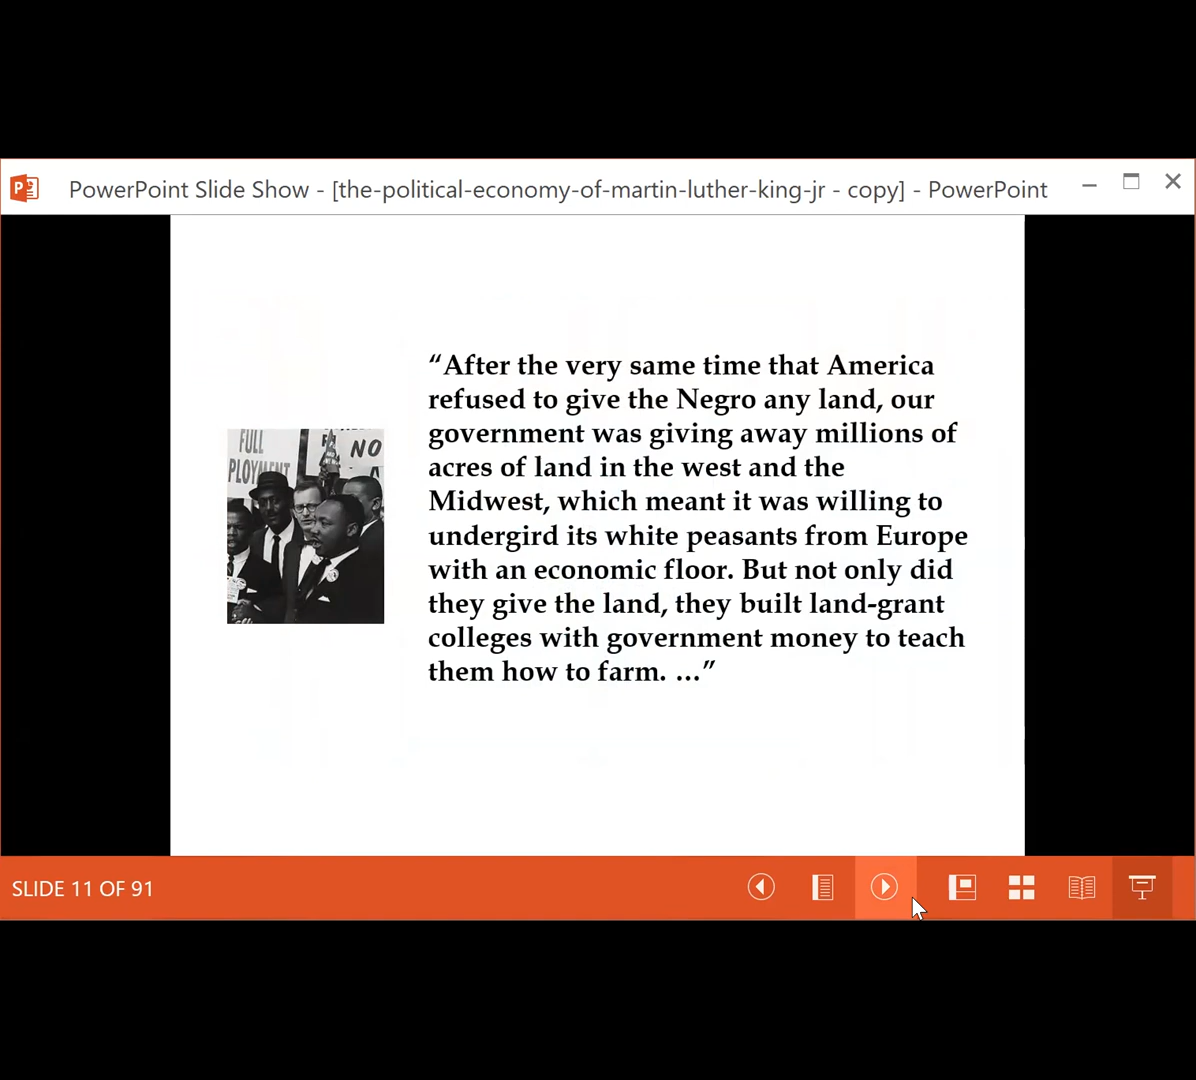 PowerPoint Slide Show - [the-political-economy-of-martin-luther-king-jr - copy] - PowerPoint
FULL
PLOYMENT
NO
“After the very same time that America
refused to give the Negro any land, our
government was giving away millions of
acres of land in the west and the
Midwest, which meant it was willing to
undergird its white peasants from Europe
with an economic floor. But not only did
they give the land, they built land-grant
colleges with government money to teach
them how to farm. …”
SLIDE 11 OF 91